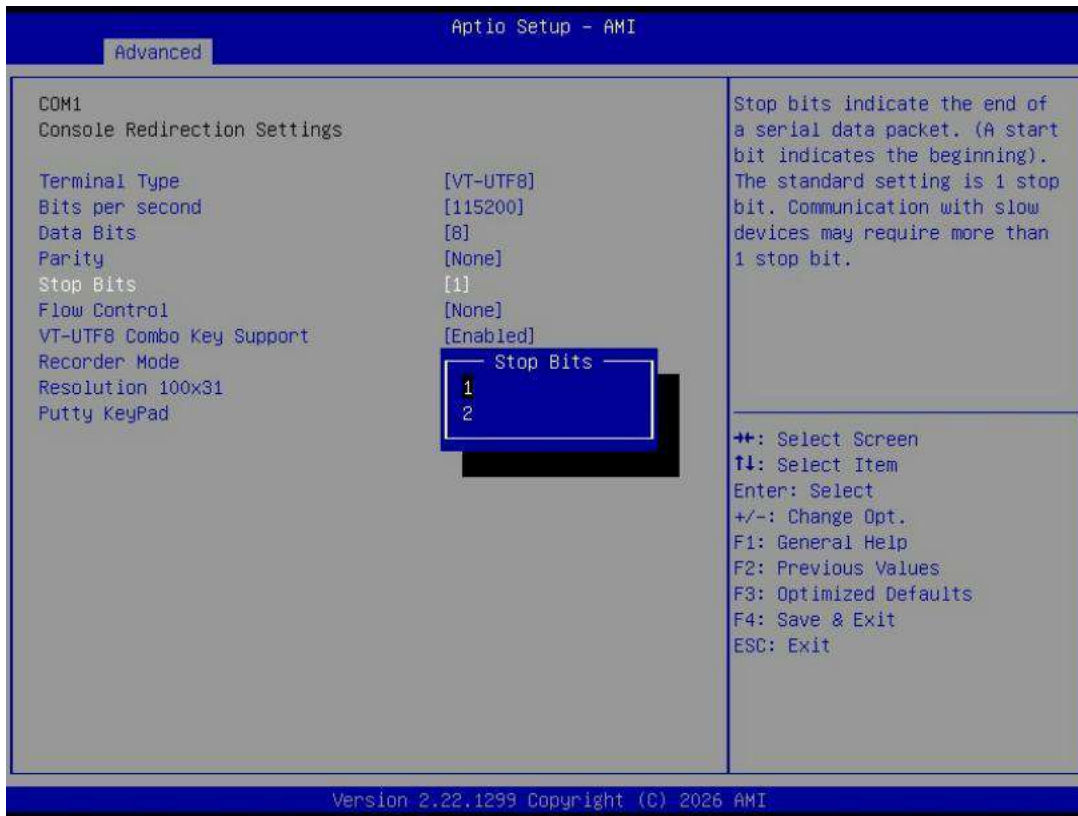 Aptio Setup - AMI
Advanced
COM1
Console Redirection Settings
Terminal Type [VT-UTF8]
Bits per second [115200]
Data Bits [8]
Parity [None]
Stop Bits [1]
Flow Control [None]
VT-UTF8 Combo Key Support [Enabled]
Recorder Mode
Resolution 100x31
Putty KeyPad
Stop Bits
1
2
Stop bits indicate the end of
a serial data packet. (A start
bit indicates the beginning).
The standard setting is 1 stop
bit. Communication with slow
devices may require more than
1 stop bit.
→←: Select Screen
↑↓: Select Item
Enter: Select
+/-: Change Opt.
F1: General Help
F2: Previous Values
F3: Optimized Defaults
F4: Save & Exit
ESC: Exit
Version 2.22.1299 Copyright (C) 2026 AMI